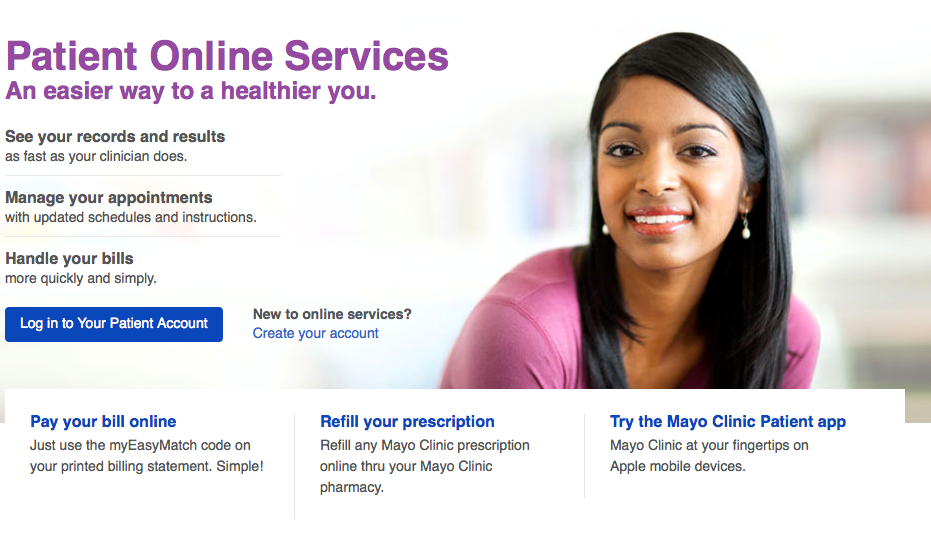 Patient Online Services
An easier way to a healthier you.
See your records and results
as fast as your clinician does.
Manage your appointments
with updated schedules and instructions.
Handle your bills
more quickly and simply.
Log in to Your Patient Account
New to online services?
Create your account
Pay your bill online
Just use the myEasyMatch code on
your printed billing statement. Simple!
Refill your prescription
Refill any Mayo Clinic prescription
online thru your Mayo Clinic
pharmacy.
Try the Mayo Clinic Patient app
Mayo Clinic at your fingertips on
Apple mobile devices.